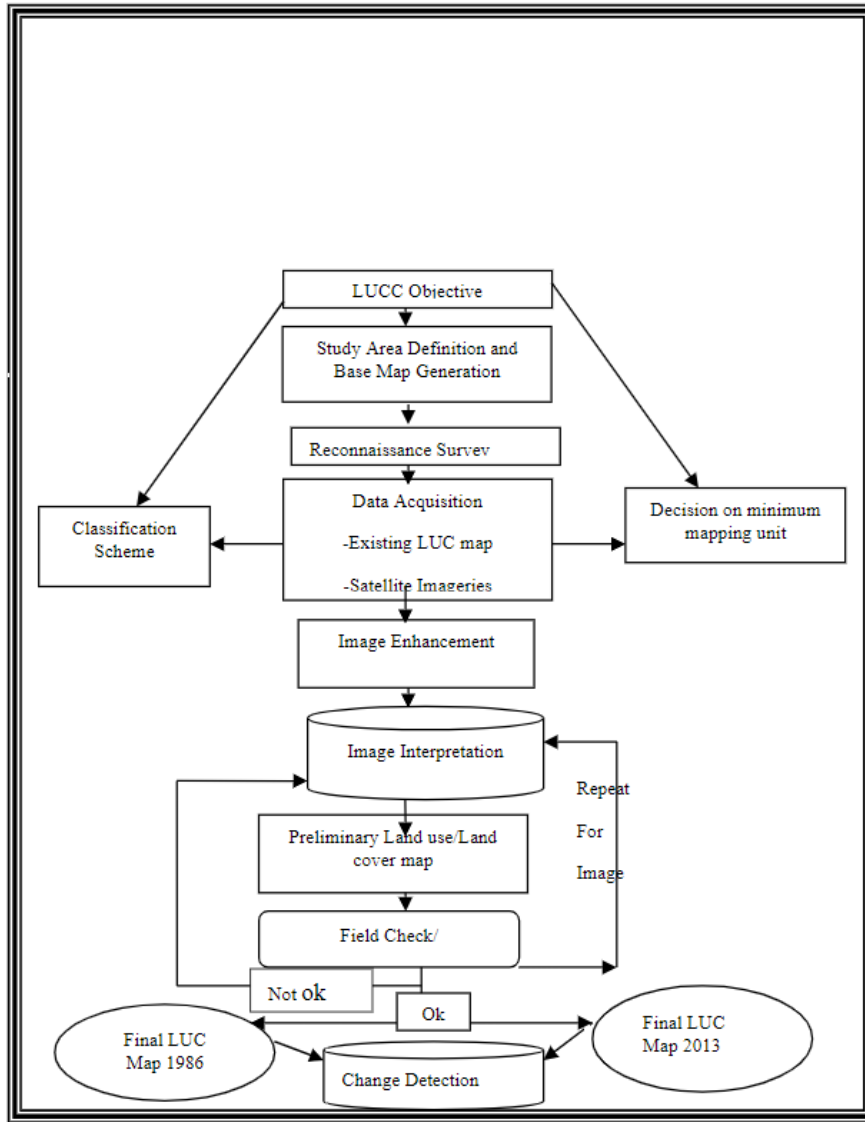 LUCC Objective
Study Area Definition and
Base Map Generation
Reconnaissance Survey
Data Acquisition
-Existing LUC map
-Satellite Imageries
Classification
Scheme
Decision on minimum
mapping unit
Image Enhancement
Image Interpretation
Repeat
For
Image
Preliminary Land use/Land
cover map
Field Check/
Not ok
Ok
Final LUC
Map 1986
Final LUC
Map 2013
Change Detection